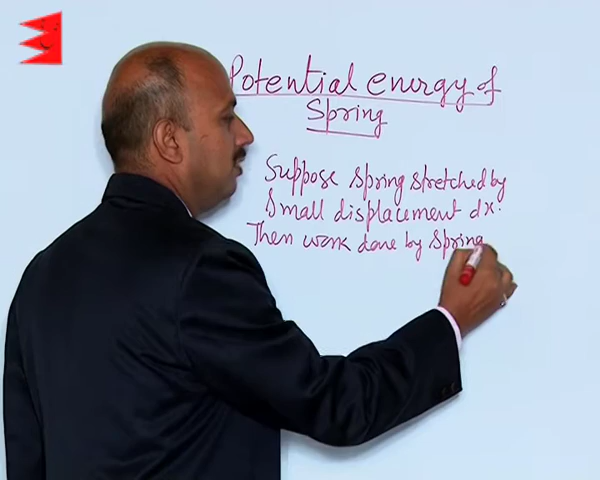 Potential energy of
Spring
Suppose Spring stretched by
Small displacement dx.
Then work done by Spring